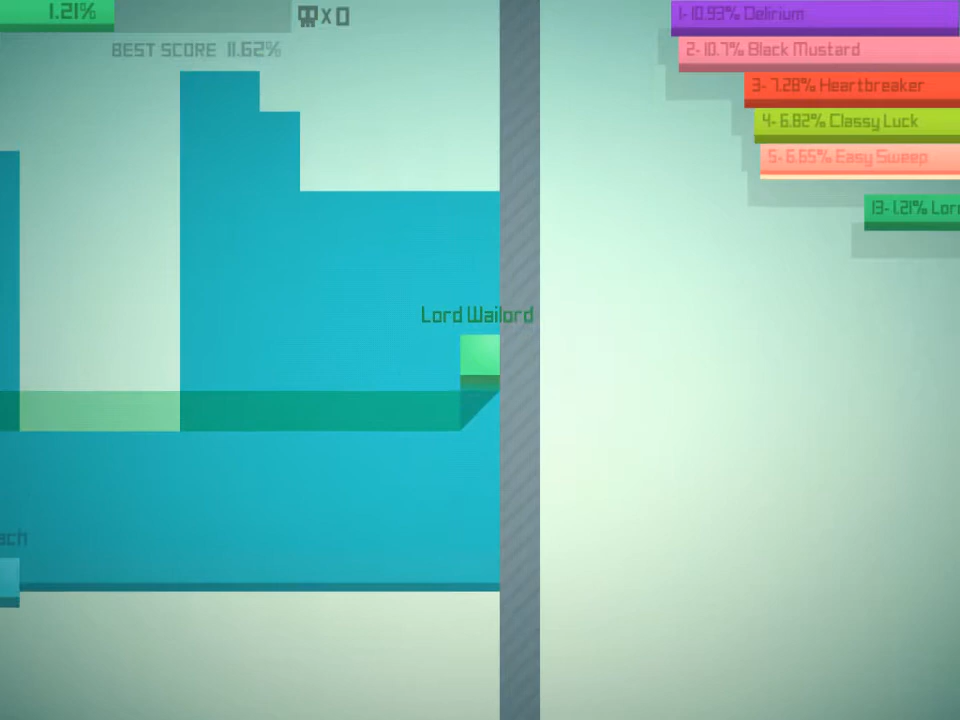 1.21%
x 0
BEST SCORE 11.62%
1- 10.93% Delirium
2- 10.7% Black Mustard
3- 7.28% Heartbreaker
4- 6.82% Classy Luck
5- 6.65% Easy Sweep
13- 1.21% Lord
Lord Wailord
ach